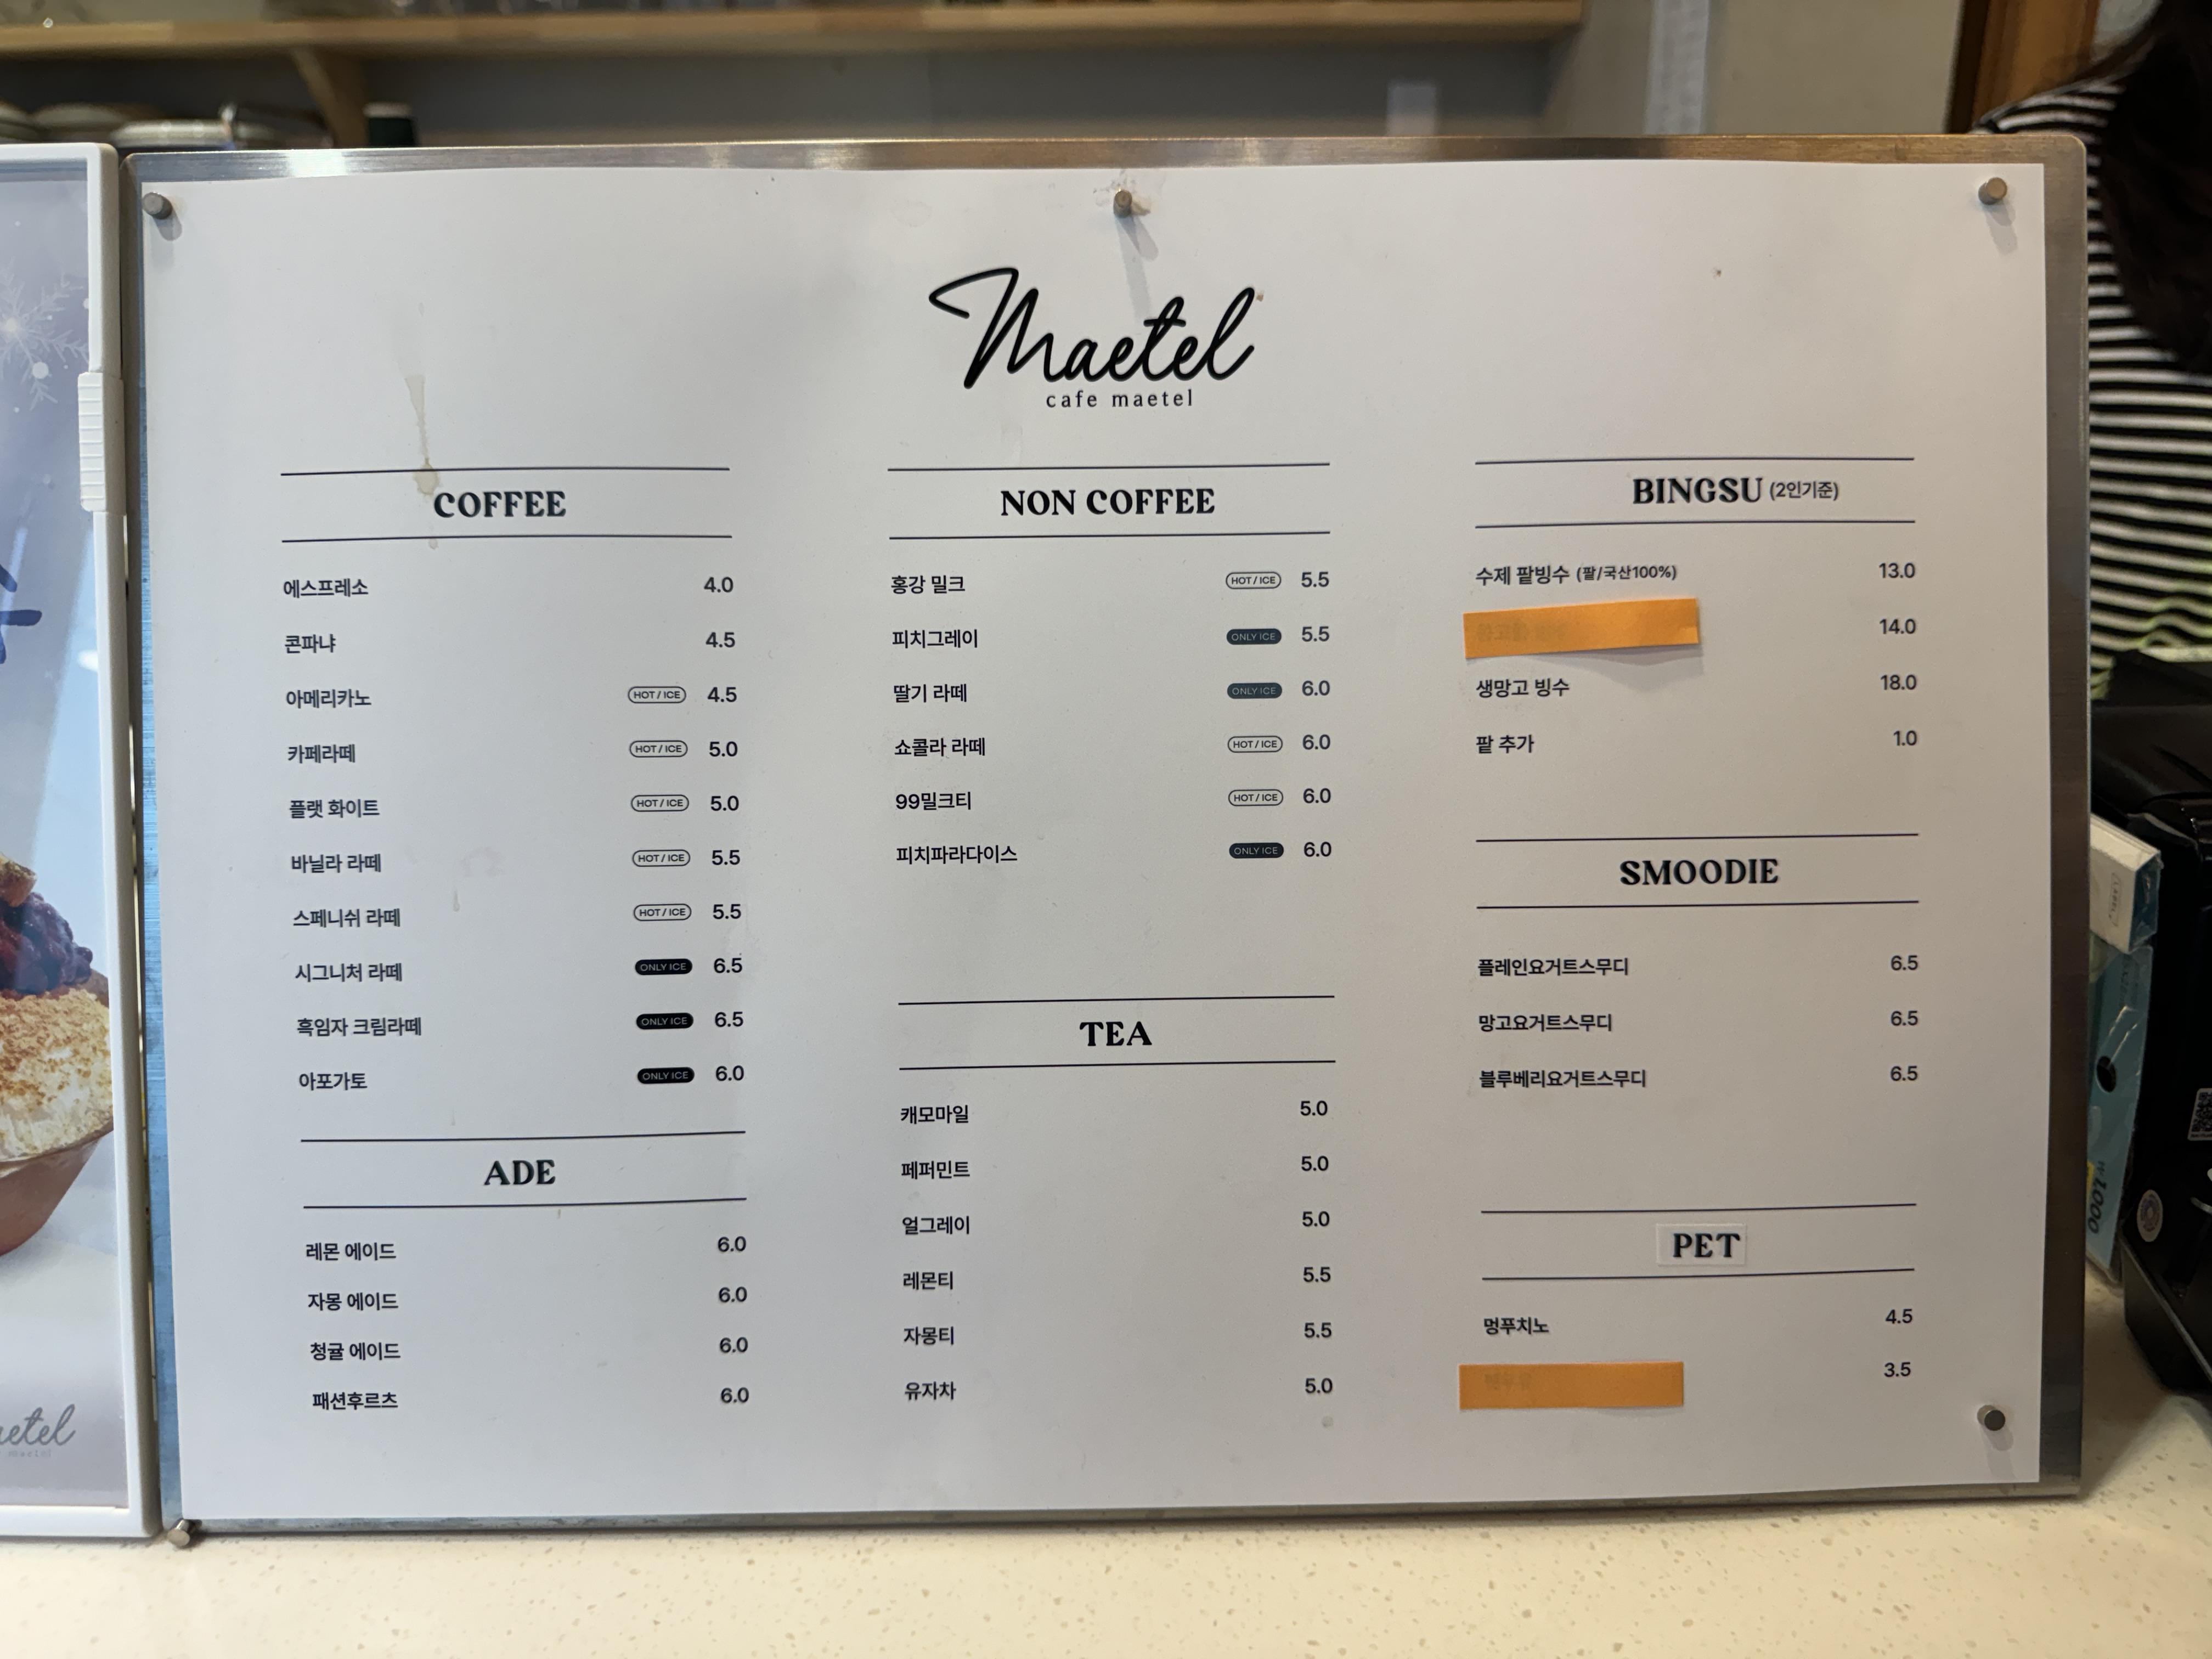 Maetel
cafe maetel
COFFEE
에스프레소 4.0
콘파냐 4.5
아메리카노 HOT / ICE 4.5
카페라떼 HOT / ICE 5.0
플랫 화이트 HOT / ICE 5.0
바닐라 라떼 HOT / ICE 5.5
스페니쉬 라떼 HOT / ICE 5.5
시그니처 라떼 ONLY ICE 6.5
흑임자 크림라떼 ONLY ICE 6.5
아포가토 ONLY ICE 6.0
ADE
레몬 에이드 6.0
자몽 에이드 6.0
청귤 에이드 6.0
패션후르츠 6.0
NON COFFEE
홍강 밀크 HOT / ICE 5.5
피치그레이 ONLY ICE 5.5
딸기 라떼 ONLY ICE 6.0
쇼콜라 라떼 HOT / ICE 6.0
99밀크티 HOT / ICE 6.0
피치파라다이스 ONLY ICE 6.0
TEA
캐모마일 5.0
페퍼민트 5.0
얼그레이 5.0
레몬티 5.5
자몽티 5.5
유자차 5.0
BINGSU (2인기준)
수제 팥빙수 (팥/국산100%) 13.0
14.0
생망고 빙수 18.0
팥 추가 1.0
SMOODIE
플레인요거트스무디 6.5
망고요거트스무디 6.5
블루베리요거트스무디 6.5
PET
멍푸치노 4.5
3.5